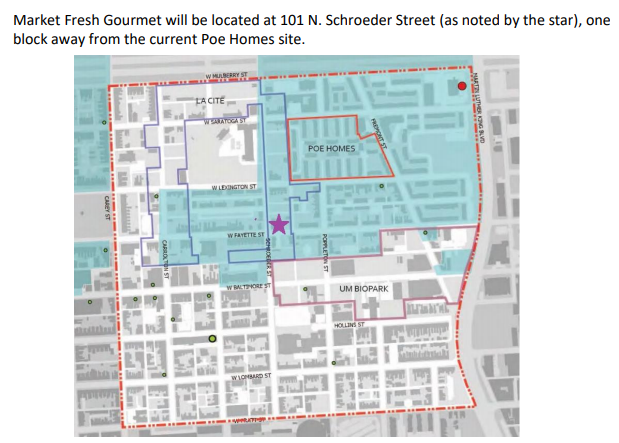 Market Fresh Gourmet will be located at 101 N. Schroeder Street (as noted by the star), one
block away from the current Poe Homes site.
W MULBERRY ST
LA CITE
W SARATOGA ST
MARTIN LUTHER KING BLVD
FREMONT ST
POE HOMES
W LEXINGTON ST
CAREY ST
W FAYETTE ST
SCHROEDER ST
POPPLETON ST
CARROLLTON ST
W BALTIMORE ST
UM BIOPARK
HOLLINS ST
W LOMBARD ST